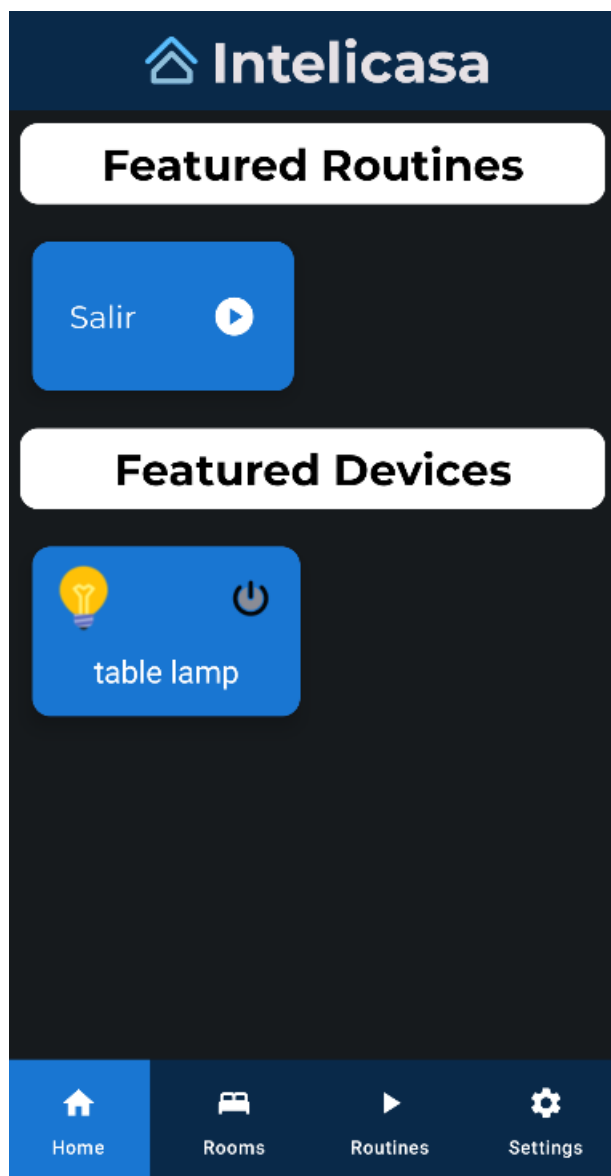 Intelicasa
Featured Routines
Salir
Featured Devices
table lamp
Home Rooms Routines Settings